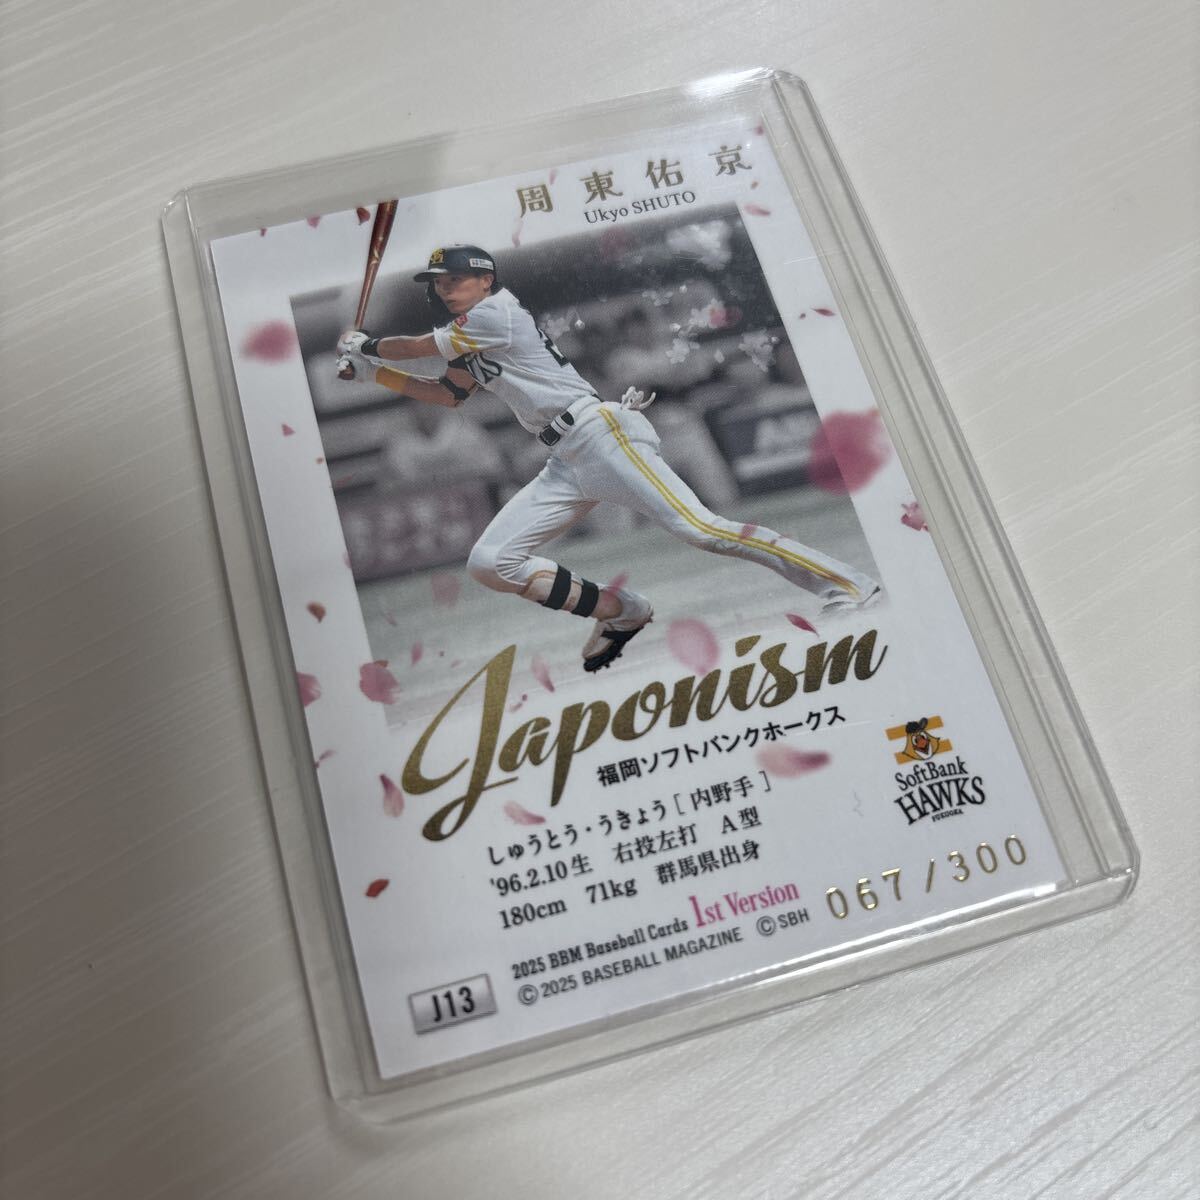 周東佑京
Ukyo SHUTO
Japonism
福岡ソフトバンクホークス
SoftBank
HAWKS
FUKUOKA
しゅうとう・うきょう [ 内野手 ]
'96.2.10生 右投左打 A型
180cm 71kg 群馬県出身
067/300
2025 BBM Baseball Cards 1st Version
©2025 BASEBALL MAGAZINE ©SBH
J13